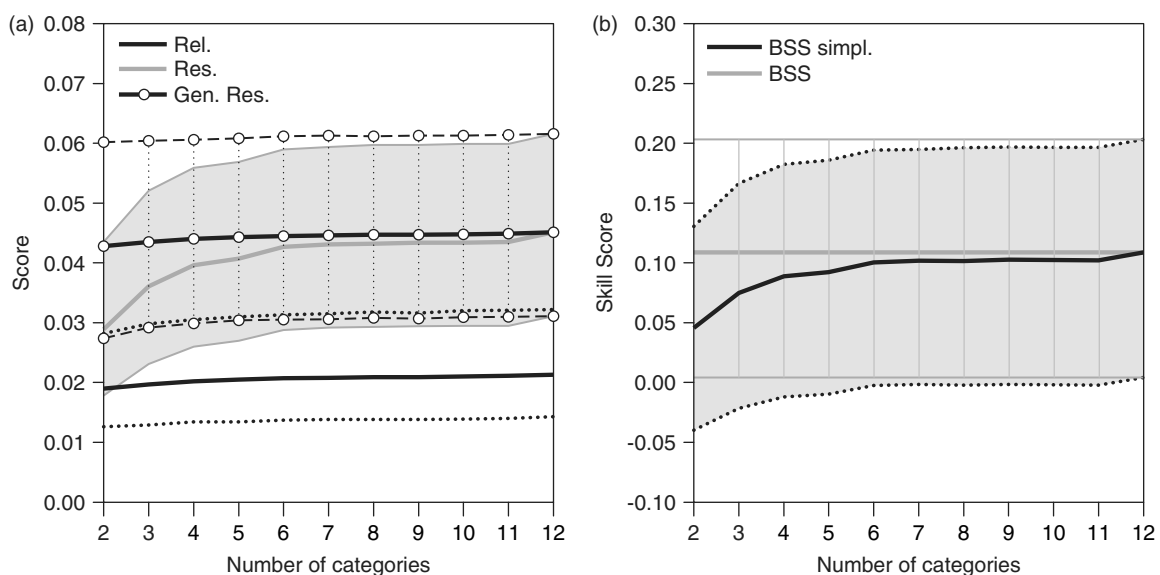 (a)
0.08
0.07
0.06
0.05
0.04
0.03
0.02
0.01
0.00
Score
Rel.
Res.
Gen. Res.
2 3 4 5 6 7 8 9 10 11 12
Number of categories
(b)
0.30
0.25
0.20
0.15
0.10
0.05
0.00
-0.05
-0.10
Skill Score
BSS simpl.
BSS
2 3 4 5 6 7 8 9 10 11 12
Number of categories